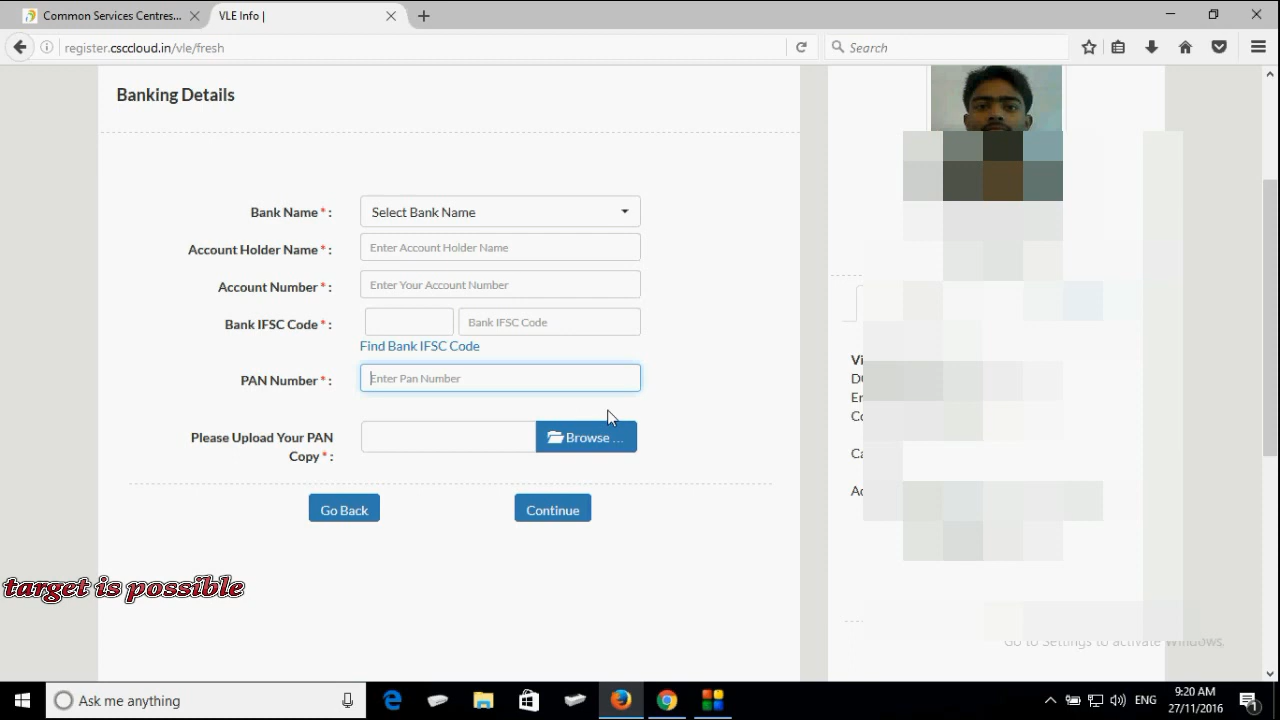 Common Services Centres...
VLE Info |
register.csccloud.in/vle/fresh
Search
Banking Details
Bank Name * :
Select Bank Name
Account Holder Name * :
Enter Account Holder Name
Account Number * :
Enter Your Account Number
Bank IFSC Code * :
Bank IFSC Code
Find Bank IFSC Code
PAN Number * :
Enter Pan Number
Please Upload Your PAN
Copy * :
Browse ...
Go Back
Continue
target is possible
Go to Settings to activate Windows.
Ask me anything
ENG
9:20 AM
27/11/2016
1